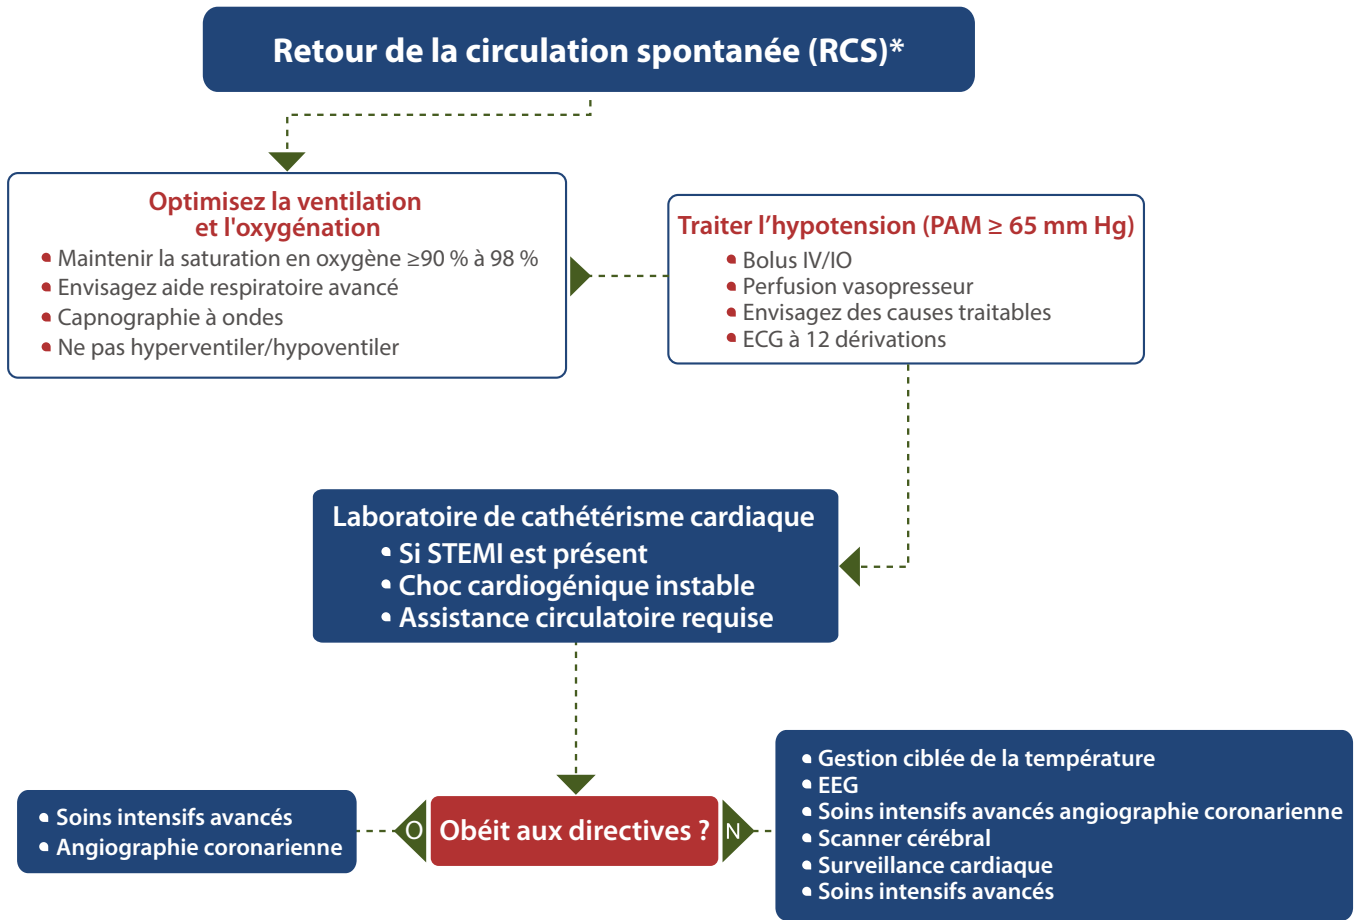 Retour de la circulation spontanée (RCS)*
Optimisez la ventilation
et l'oxygénation
• Maintenir la saturation en oxygène ≥90 % à 98 %
• Envisagez aide respiratoire avancé
• Capnographie à ondes
• Ne pas hyperventiler/hypoventiler
Traiter l’hypotension (PAM ≥ 65 mm Hg)
• Bolus IV/IO
• Perfusion vasopresseur
• Envisagez des causes traitables
• ECG à 12 dérivations
Laboratoire de cathétérisme cardiaque
• Si STEMI est présent
• Choc cardiogénique instable
• Assistance circulatoire requise
Obéit aux directives ?
O
• Soins intensifs avancés
• Angiographie coronarienne
N
• Gestion ciblée de la température
• EEG
• Soins intensifs avancés angiographie coronarienne
• Scanner cérébral
• Surveillance cardiaque
• Soins intensifs avancés